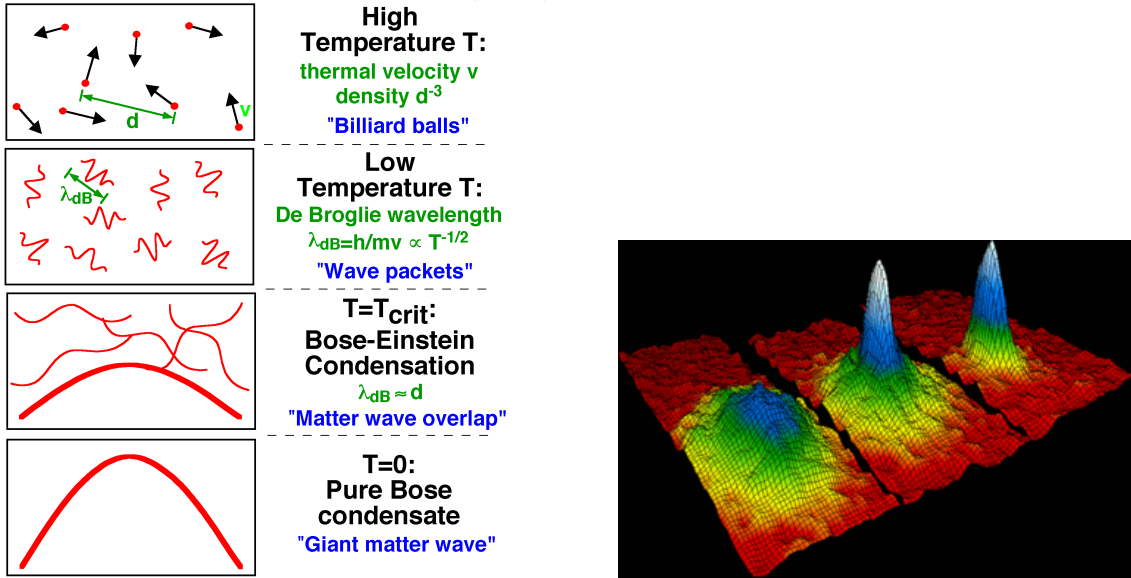 High
Temperature T:
thermal velocity v
density d⁻³
"Billiard balls"
d
v
Low
Temperature T:
De Broglie wavelength
λdB=h/mv ∝ T⁻¹/²
"Wave packets"
λdB
T=Tcrit:
Bose-Einstein
Condensation
λdB ≈ d
"Matter wave overlap"
T=0:
Pure Bose
condensate
"Giant matter wave"